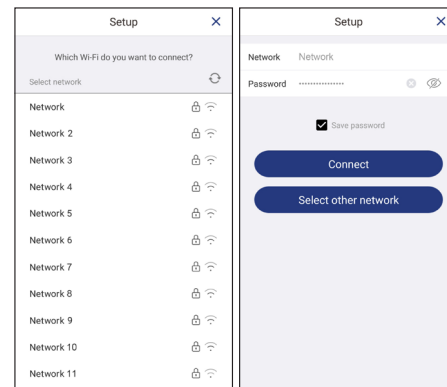 Setup
Which Wi-Fi do you want to connect?
Select network
Network
Network 2
Network 3
Network 4
Network 5
Network 6
Network 7
Network 8
Network 9
Network 10
Network 11
Setup
Network Network
Password ················
Save password
Connect
Select other network